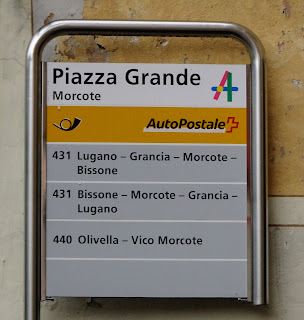 Piazza Grande
Morcote
AutoPostale
431 Lugano – Grancia – Morcote –
Bissone
431 Bissone – Morcote – Grancia –
Lugano
440 Olivella – Vico Morcote